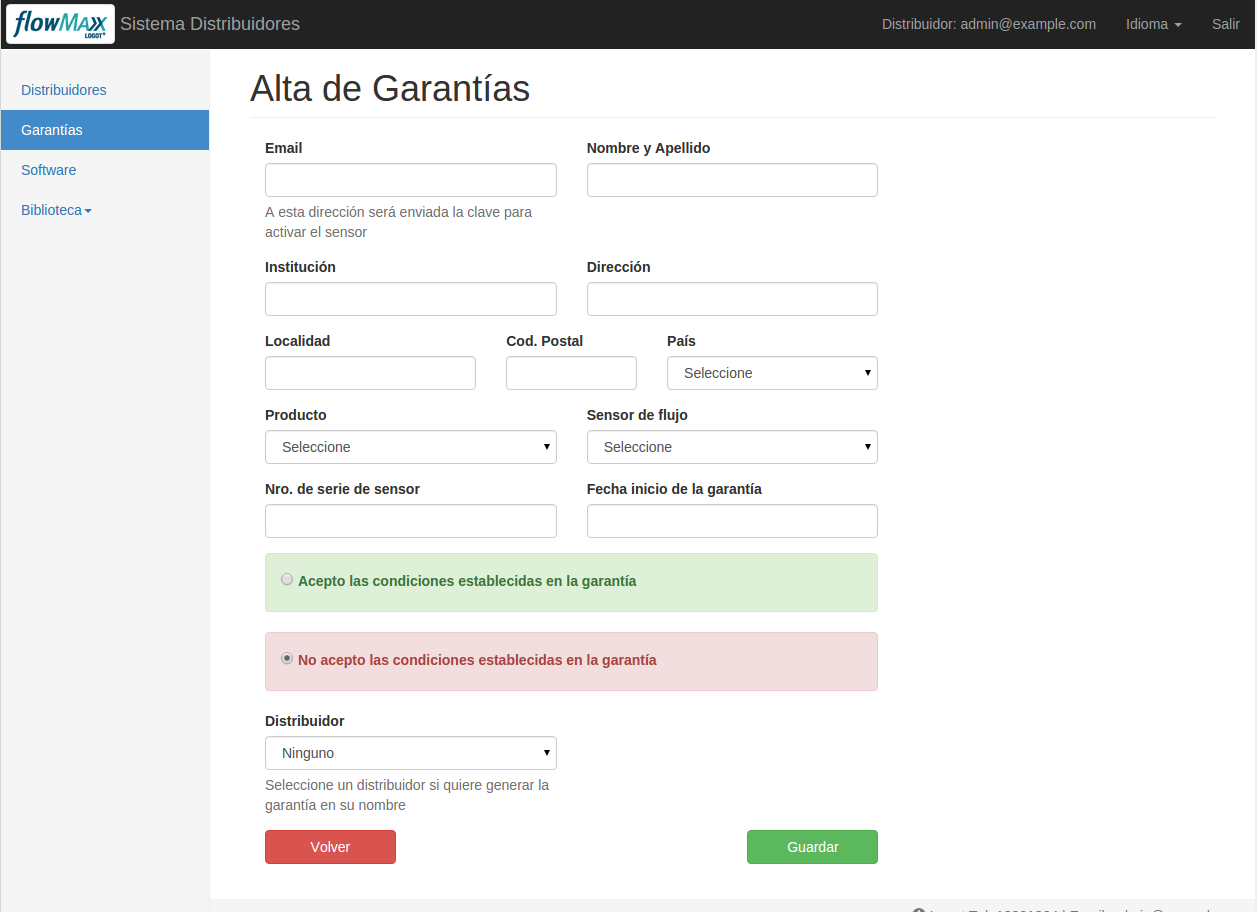 flowMAXX LOGOT® Sistema Distribuidores Distribuidor: admin@example.com Idioma Salir
Distribuidores
Garantías
Software
Biblioteca
Alta de Garantías
Email Nombre y Apellido
A esta dirección será enviada la clave para
activar el sensor
Institución Dirección
Localidad Cod. Postal País
Seleccione
Producto Sensor de flujo
Seleccione Seleccione
Nro. de serie de sensor Fecha inicio de la garantía
Acepto las condiciones establecidas en la garantía
No acepto las condiciones establecidas en la garantía
Distribuidor
Ninguno
Seleccione un distribuidor si quiere generar la
garantía en su nombre
Volver Guardar